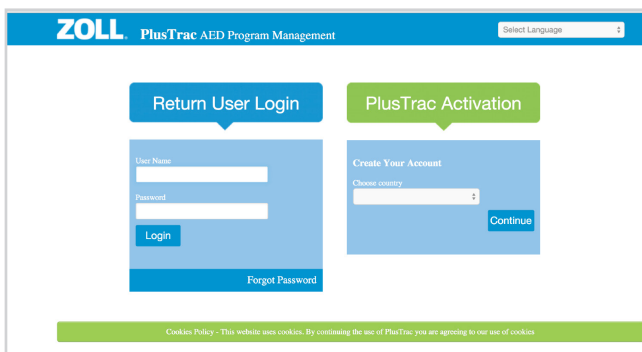 ZOLL. PlusTrac AED Program Management
Select Language
Return User Login
User Name
Password
Login
Forgot Password
PlusTrac Activation
Create Your Account
Choose country
Continue
Cookies Policy - This website uses cookies. By continuing the use of PlusTrac you are agreeing to our use of cookies